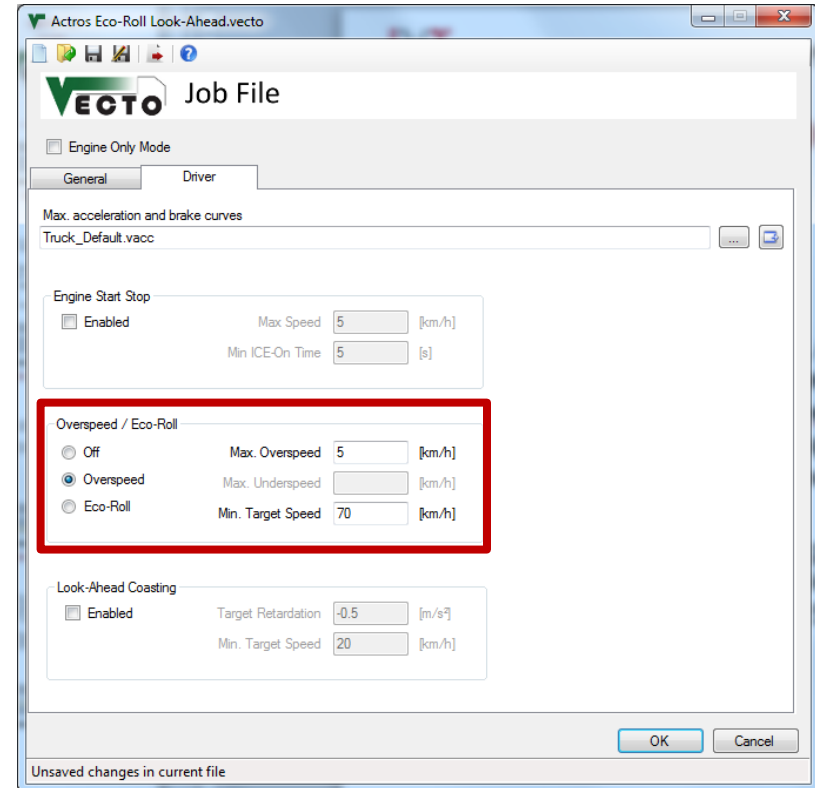 Actros Eco-Roll Look-Ahead.vecto
VECTO Job File
Engine Only Mode
General Driver
Max. acceleration and brake curves
Truck_Default.vacc ...
Engine Start Stop
Enabled Max Speed 5 [km/h]
Min ICE-On Time 5 [s]
Overspeed / Eco-Roll
Off Max. Overspeed 5 [km/h]
Overspeed Max. Underspeed [km/h]
Eco-Roll Min. Target Speed 70 [km/h]
Look-Ahead Coasting
Enabled Target Retardation -0.5 [m/s²]
Min. Target Speed 20 [km/h]
OK Cancel
Unsaved changes in current file